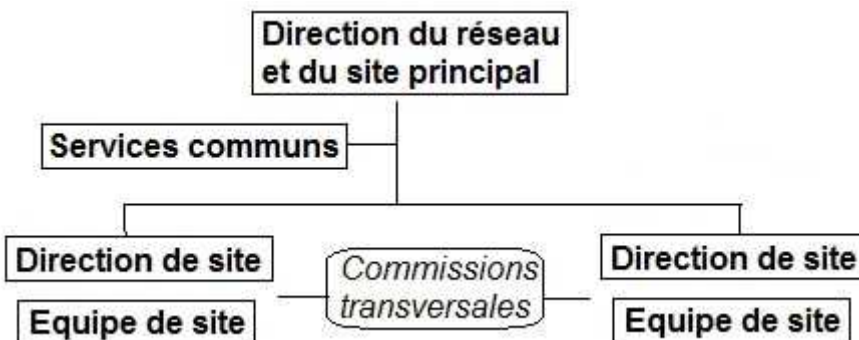 Direction du réseau
et du site principal
Services communs
Direction de site
Commissions
transversales
Direction de site
Equipe de site
Equipe de site